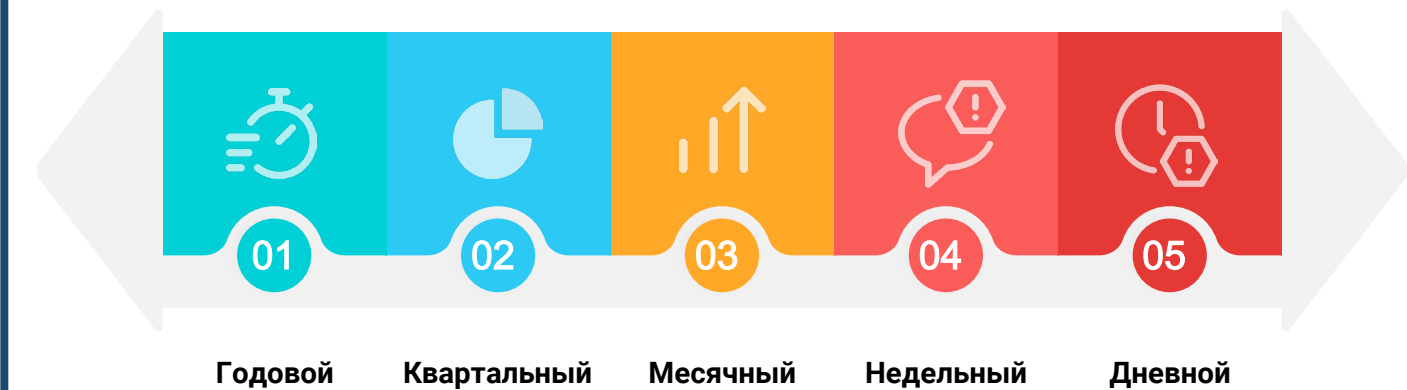 01 02 03 04 05
Годовой Квартальный Месячный Недельный Дневной